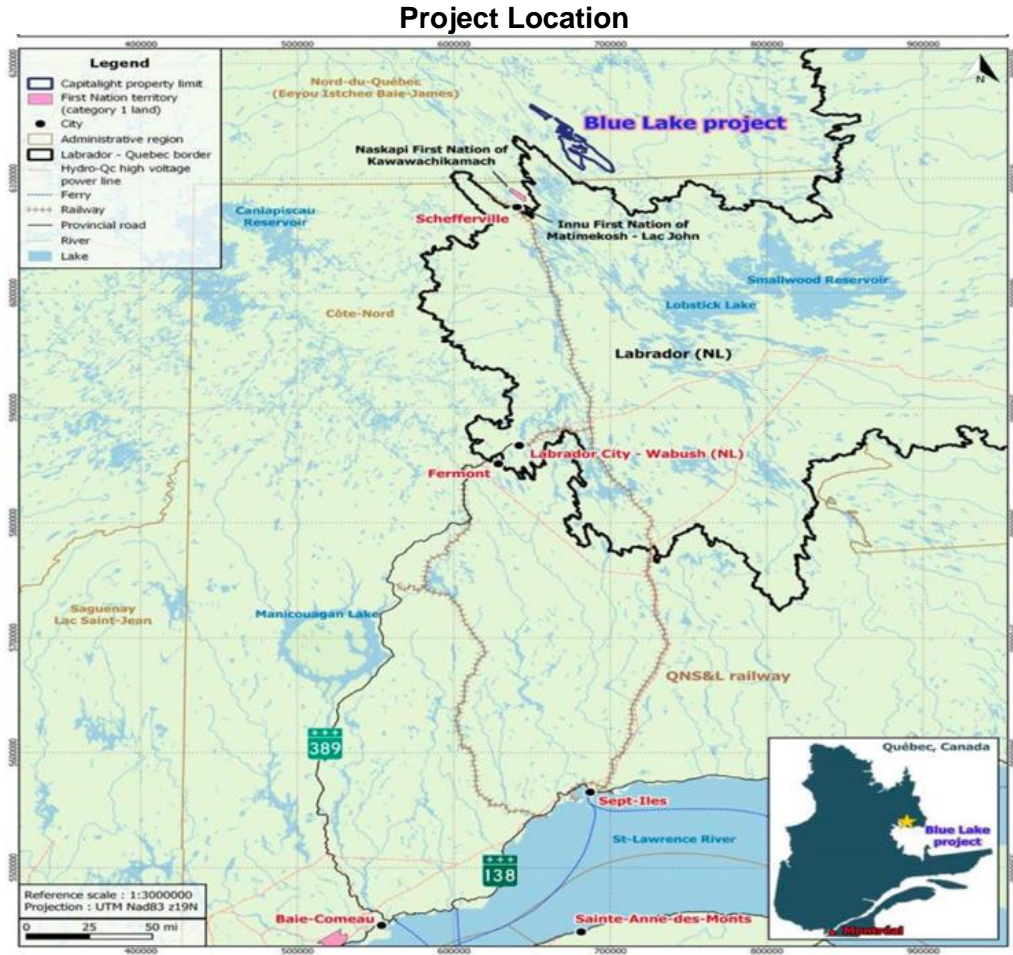 Project Location
400000 500000 600000 700000 800000 900000
Legend
Capitalight property limit
First Nation territory
(category 1 land)
City
Administrative region
Labrador - Quebec border
Hydro-Qc high voltage
power line
Ferry
Railway
Provincial road
River
Lake
Nord-du-Québec
(Eeyou Istchee Baie-James)
N
Blue Lake project
Naskapi First Nation of
Kawawachikamach
Caniapiscau
Reservoir
Schefferville
Innu First Nation of
Matimekosh - Lac John
Smallwood Reservoir
Lobstick Lake
Côte-Nord
Labrador (NL)
Labrador City - Wabush (NL)
Fermont
Saguenay
Lac Saint-Jean
Manicouagan Lake
QNS&L railway
389
Sept-Iles
St-Lawrence River
138
Québec, Canada
Blue Lake
project
Montréal
Reference scale : 1:3000000
Projection : UTM Nad83 z19N
0 25 50 mi
Baie-Comeau
Sainte-Anne-des-Monts
500000 600000 700000 800000 900000